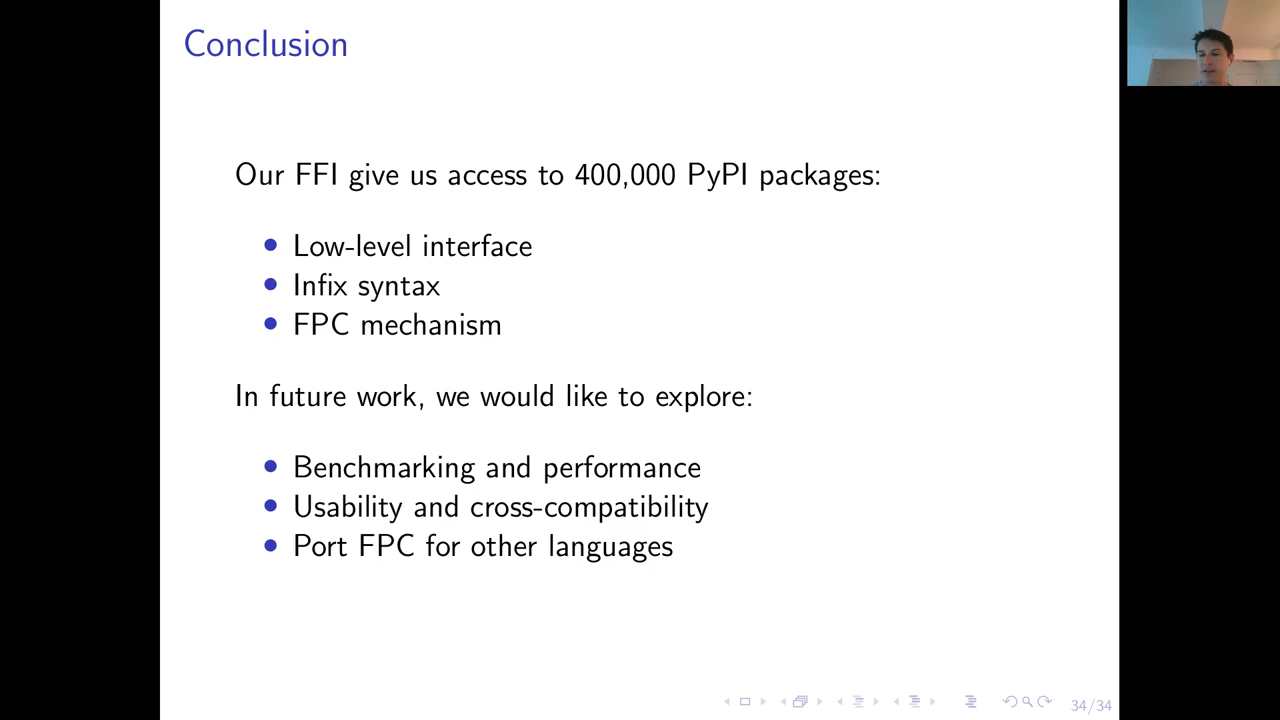 Conclusion
Our FFI give us access to 400,000 PyPI packages:
• Low-level interface
• Infix syntax
• FPC mechanism
In future work, we would like to explore:
• Benchmarking and performance
• Usability and cross-compatibility
• Port FPC for other languages
34/34